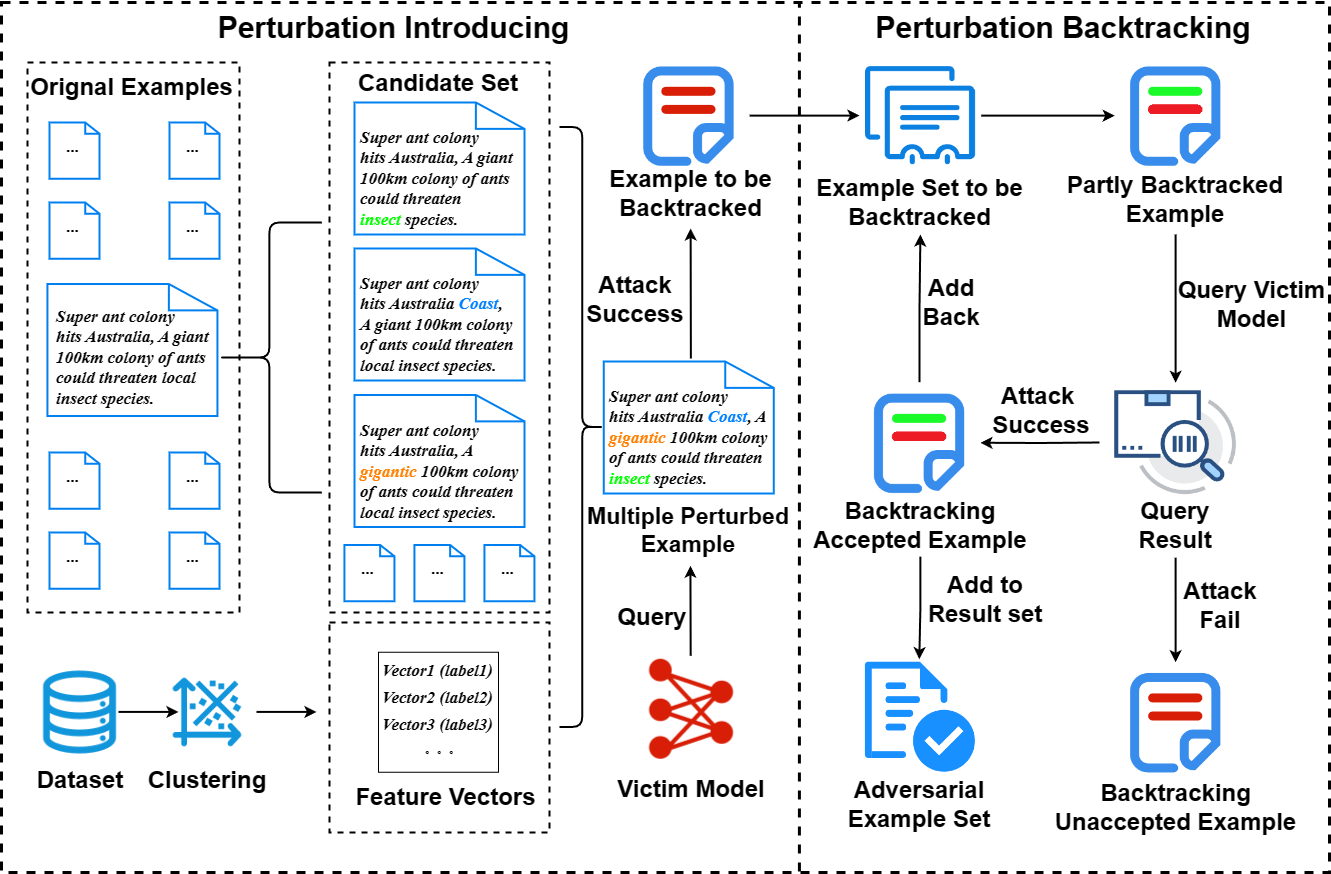 Perturbation Introducing
Orignal Examples
...
...
...
...
Super ant colony
hits Australia, A giant
100km colony of ants
could threaten local
insect species.
...
...
...
...
Candidate Set
Super ant colony
hits Australia, A giant
100km colony of ants
could threaten
insect species.
Super ant colony
hits Australia Coast,
A giant 100km colony
of ants could threaten
local insect species.
Super ant colony
hits Australia, A
gigantic 100km colony
of ants could threaten
local insect species.
...
...
...
Dataset
Clustering
Vector1 (label1)
Vector2 (label2)
Vector3 (label3)
∘ ∘ ∘
Feature Vectors
Example to be
Backtracked
Attack
Success
Super ant colony
hits Australia Coast, A
gigantic 100km colony
of ants could threaten
insect species.
Multiple Perturbed
Example
Query
Victim Model
Perturbation Backtracking
Example Set to be
Backtracked
Partly Backtracked
Example
Add
Back
Query Victim
Model
Attack
Success
Backtracking
Accepted Example
Query
Result
Add to
Result set
Attack
Fail
Adversarial
Example Set
Backtracking
Unaccepted Example